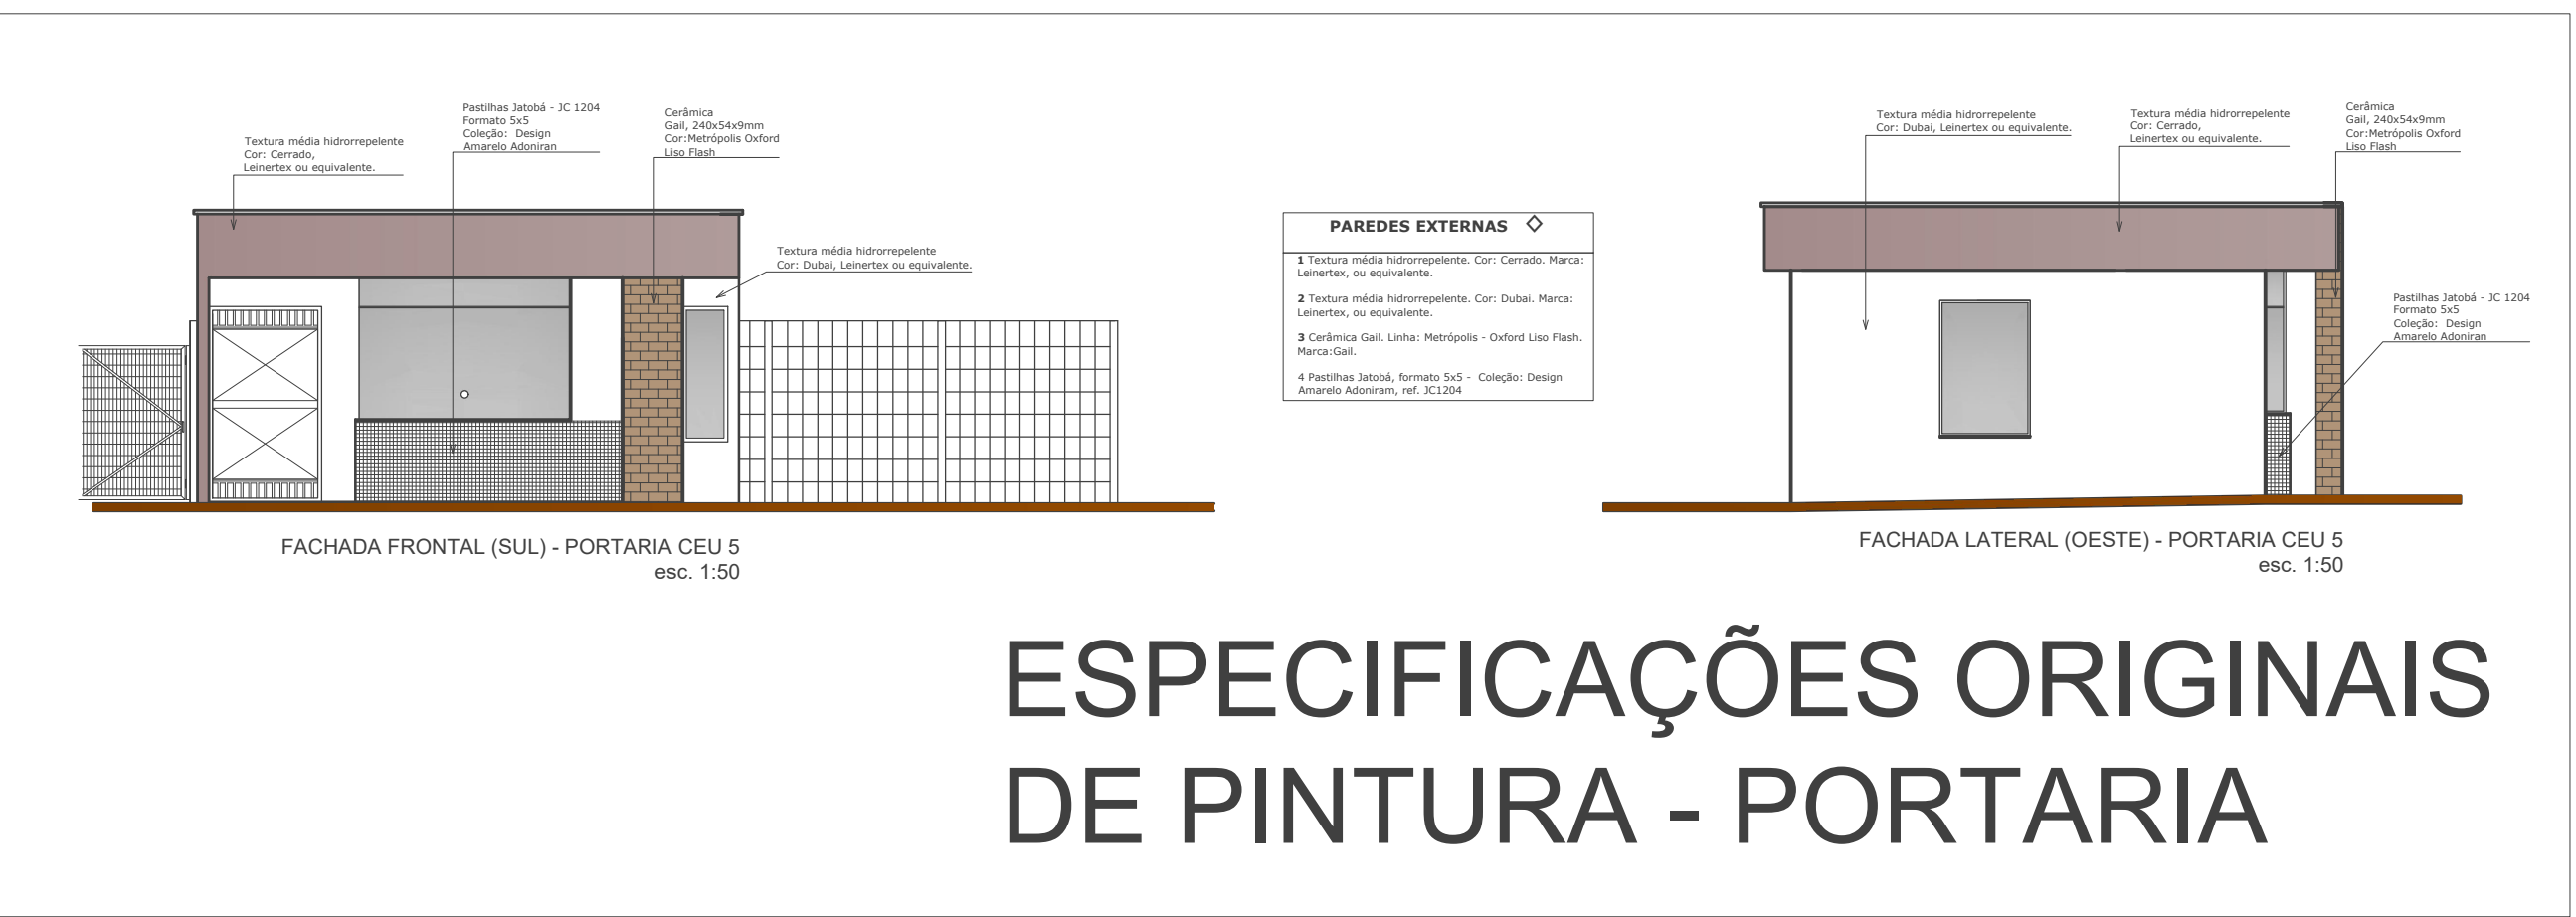 Textura média hidrorrepelente
Cor: Cerrado,
Leinertex ou equivalente.
Pastilhas Jatobá - JC 1204
Formato 5x5
Coleção:  Design
Amarelo Adoniran
Cerâmica
Gail, 240x54x9mm
Cor:Metrópolis Oxford
Liso Flash
Textura média hidrorrepelente
Cor: Dubai, Leinertex ou equivalente.
FACHADA FRONTAL (SUL) - PORTARIA CEU 5
esc. 1:50
PAREDES EXTERNAS
1 Textura média hidrorrepelente. Cor: Cerrado. Marca:
Leinertex, ou equivalente.
2 Textura média hidrorrepelente. Cor: Dubai. Marca:
Leinertex, ou equivalente.
3 Cerâmica Gail. Linha: Metrópolis - Oxford Liso Flash.
Marca:Gail.
4 Pastilhas Jatobá, formato 5x5 -  Coleção: Design
Amarelo Adoniram, ref. JC1204
Textura média hidrorrepelente
Cor: Dubai, Leinertex ou equivalente.
Textura média hidrorrepelente
Cor: Cerrado,
Leinertex ou equivalente.
Cerâmica
Gail, 240x54x9mm
Cor:Metrópolis Oxford
Liso Flash
Pastilhas Jatobá - JC 1204
Formato 5x5
Coleção:  Design
Amarelo Adoniran
FACHADA LATERAL (OESTE) - PORTARIA CEU 5
esc. 1:50
ESPECIFICAÇÕES ORIGINAIS
DE PINTURA - PORTARIA